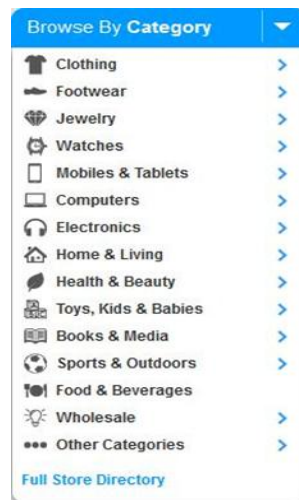 Browse By Category
Clothing
Footwear
Jewelry
Watches
Mobiles & Tablets
Computers
Electronics
Home & Living
Health & Beauty
Toys, Kids & Babies
Books & Media
Sports & Outdoors
Food & Beverages
Wholesale
Other Categories
Full Store Directory